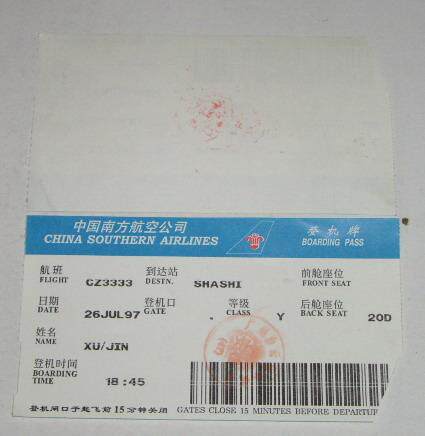 中国南方航空公司 登机牌
CHINA SOUTHERN AIRLINES BOARDING PASS
航班 到达站 前舱座位
FLIGHT CZ3333 DESTN. SHASHI FRONT SEAT
日期 登机口 等级 后舱座位
DATE 26JUL97 GATE . CLASS Y BACK SEAT 20D
姓名
NAME XU/JIN
登机时间
BOARDING
TIME 18:45
登机闸口于起飞前15分钟关闭 GATES CLOSE 15 MINUTES BEFORE DEPARTUR